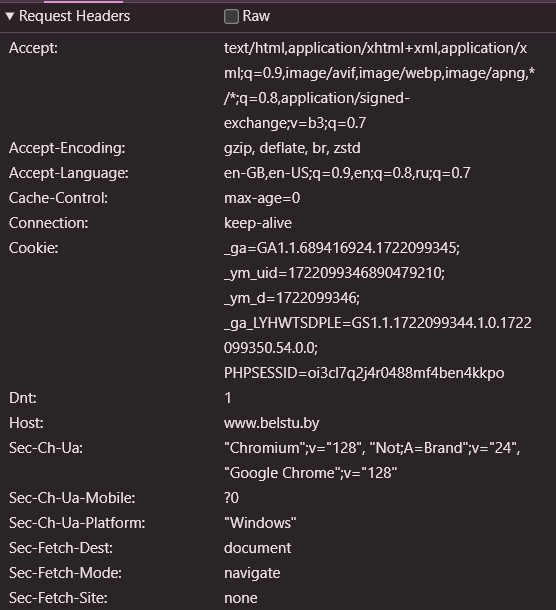 ▼ Request Headers Raw
Accept: text/html,application/xhtml+xml,application/x
ml;q=0.9,image/avif,image/webp,image/apng,*
/*;q=0.8,application/signed-
exchange;v=b3;q=0.7
Accept-Encoding: gzip, deflate, br, zstd
Accept-Language: en-GB,en-US;q=0.9,en;q=0.8,ru;q=0.7
Cache-Control: max-age=0
Connection: keep-alive
Cookie: _ga=GA1.1.689416924.1722099345;
_ym_uid=1722099346890479210;
_ym_d=1722099346;
_ga_LYHWTSDPLE=GS1.1.1722099344.1.0.1722
099350.54.0.0;
PHPSESSID=oi3cl7q2j4r0488mf4ben4kkpo
Dnt: 1
Host: www.belstu.by
Sec-Ch-Ua: "Chromium";v="128", "Not;A=Brand";v="24",
"Google Chrome";v="128"
Sec-Ch-Ua-Mobile: ?0
Sec-Ch-Ua-Platform: "Windows"
Sec-Fetch-Dest: document
Sec-Fetch-Mode: navigate
Sec-Fetch-Site: none